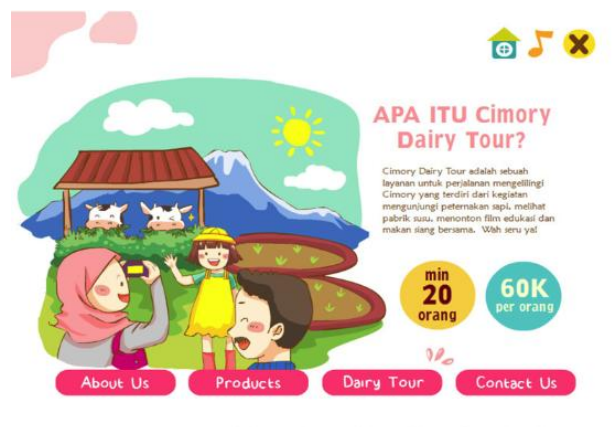 APA ITU Cimory
Dairy Tour?
Cimory Dairy Tour adalah sebuah
layanan untuk perjalanan mengelilingi
Cimory yang terdiri dari kegiatan
mengunjungi peternakan sapi, melihat
pabrik susu, menonton film edukasi dan
makan siang bersama. Wah seru ya!
min
20
orang
60K
per orang
About Us
Products
Dairy Tour
Contact Us